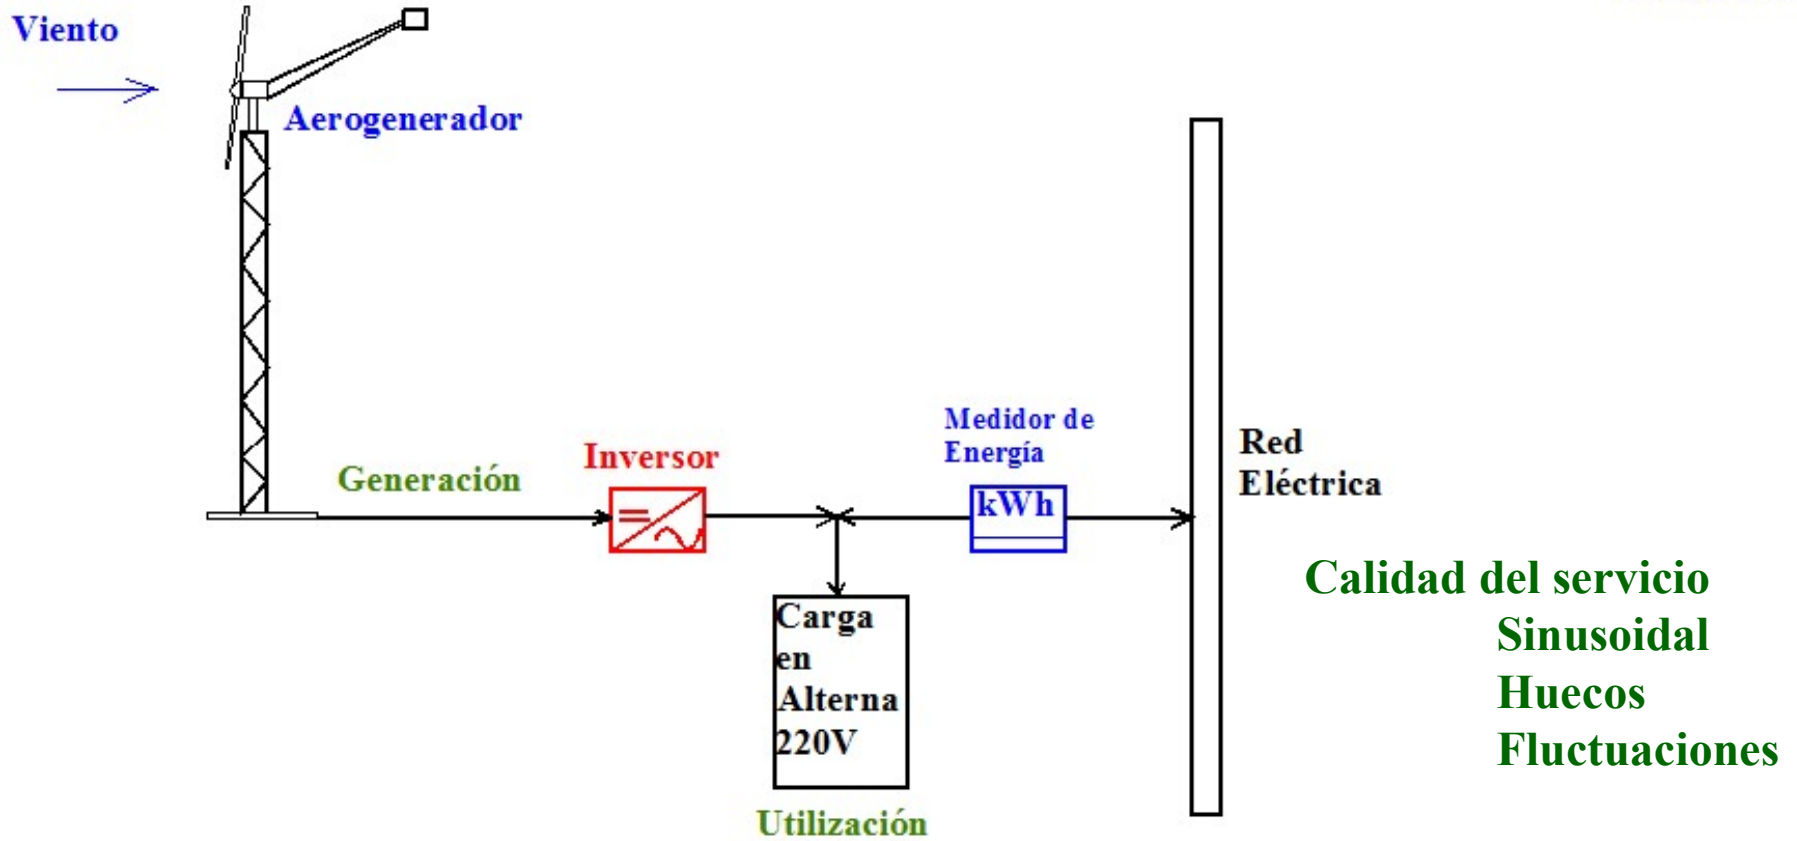 Viento
Aerogenerador
Generación
Inversor
Medidor de
Energía
kWh
Red
Eléctrica
Carga
en
Alterna
220V
Utilización
Calidad del servicio
Sinusoidal
Huecos
Fluctuaciones